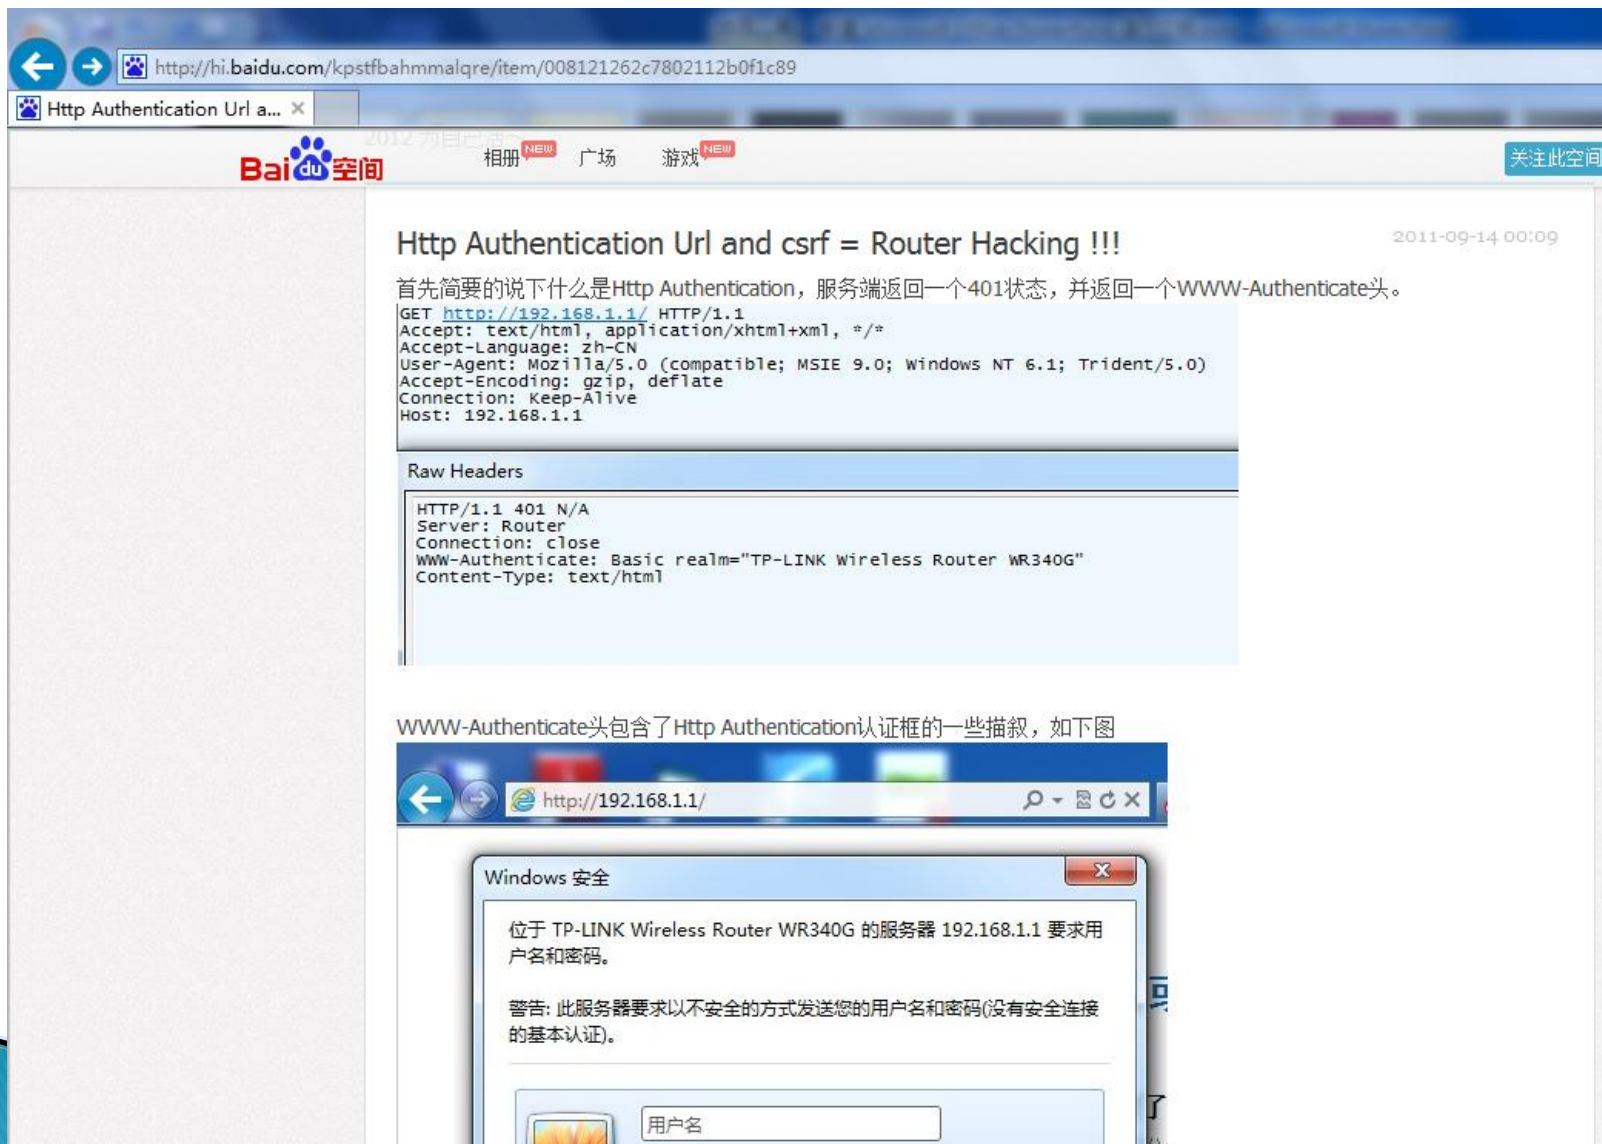 http://hi.baidu.com/kpstfbahmmalqre/item/008121262c7802112b0f1c89
Http Authentication Url a...
2012 为自己活~
Bai du 空间
相册 NEW 广场 游戏 NEW
关注此空间
Http Authentication Url and csrf = Router Hacking !!!
2011-09-14 00:09
首先简要的说下什么是Http Authentication，服务端返回一个401状态，并返回一个WWW-Authenticate头。
GET http://192.168.1.1/ HTTP/1.1
Accept: text/html, application/xhtml+xml, */*
Accept-Language: zh-CN
User-Agent: Mozilla/5.0 (compatible; MSIE 9.0; Windows NT 6.1; Trident/5.0)
Accept-Encoding: gzip, deflate
Connection: Keep-Alive
Host: 192.168.1.1
Raw Headers
HTTP/1.1 401 N/A
Server: Router
Connection: close
WWW-Authenticate: Basic realm="TP-LINK Wireless Router WR340G"
Content-Type: text/html
WWW-Authenticate头包含了Http Authentication认证框的一些描叙，如下图
http://192.168.1.1/
Windows 安全
位于 TP-LINK Wireless Router WR340G 的服务器 192.168.1.1 要求用
户名和密码。
警告: 此服务器要求以不安全的方式发送您的用户名和密码(没有安全连接
的基本认证)。
用户名
了